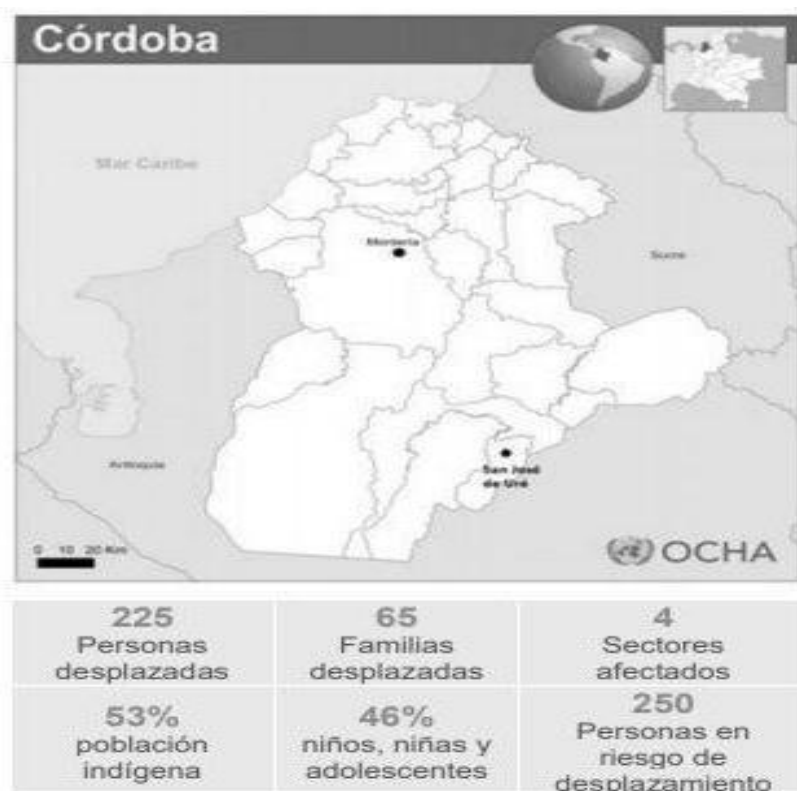 Córdoba
Mar Caribe
Montería
Sucre
Antioquia
San José
de Uré
0 10 20 Km
OCHA
225
Personas
desplazadas
65
Familias
desplazadas
4
Sectores
afectados
53%
población
indígena
46%
niños, niñas y
adolescentes
250
Personas en
riesgo de
desplazamiento